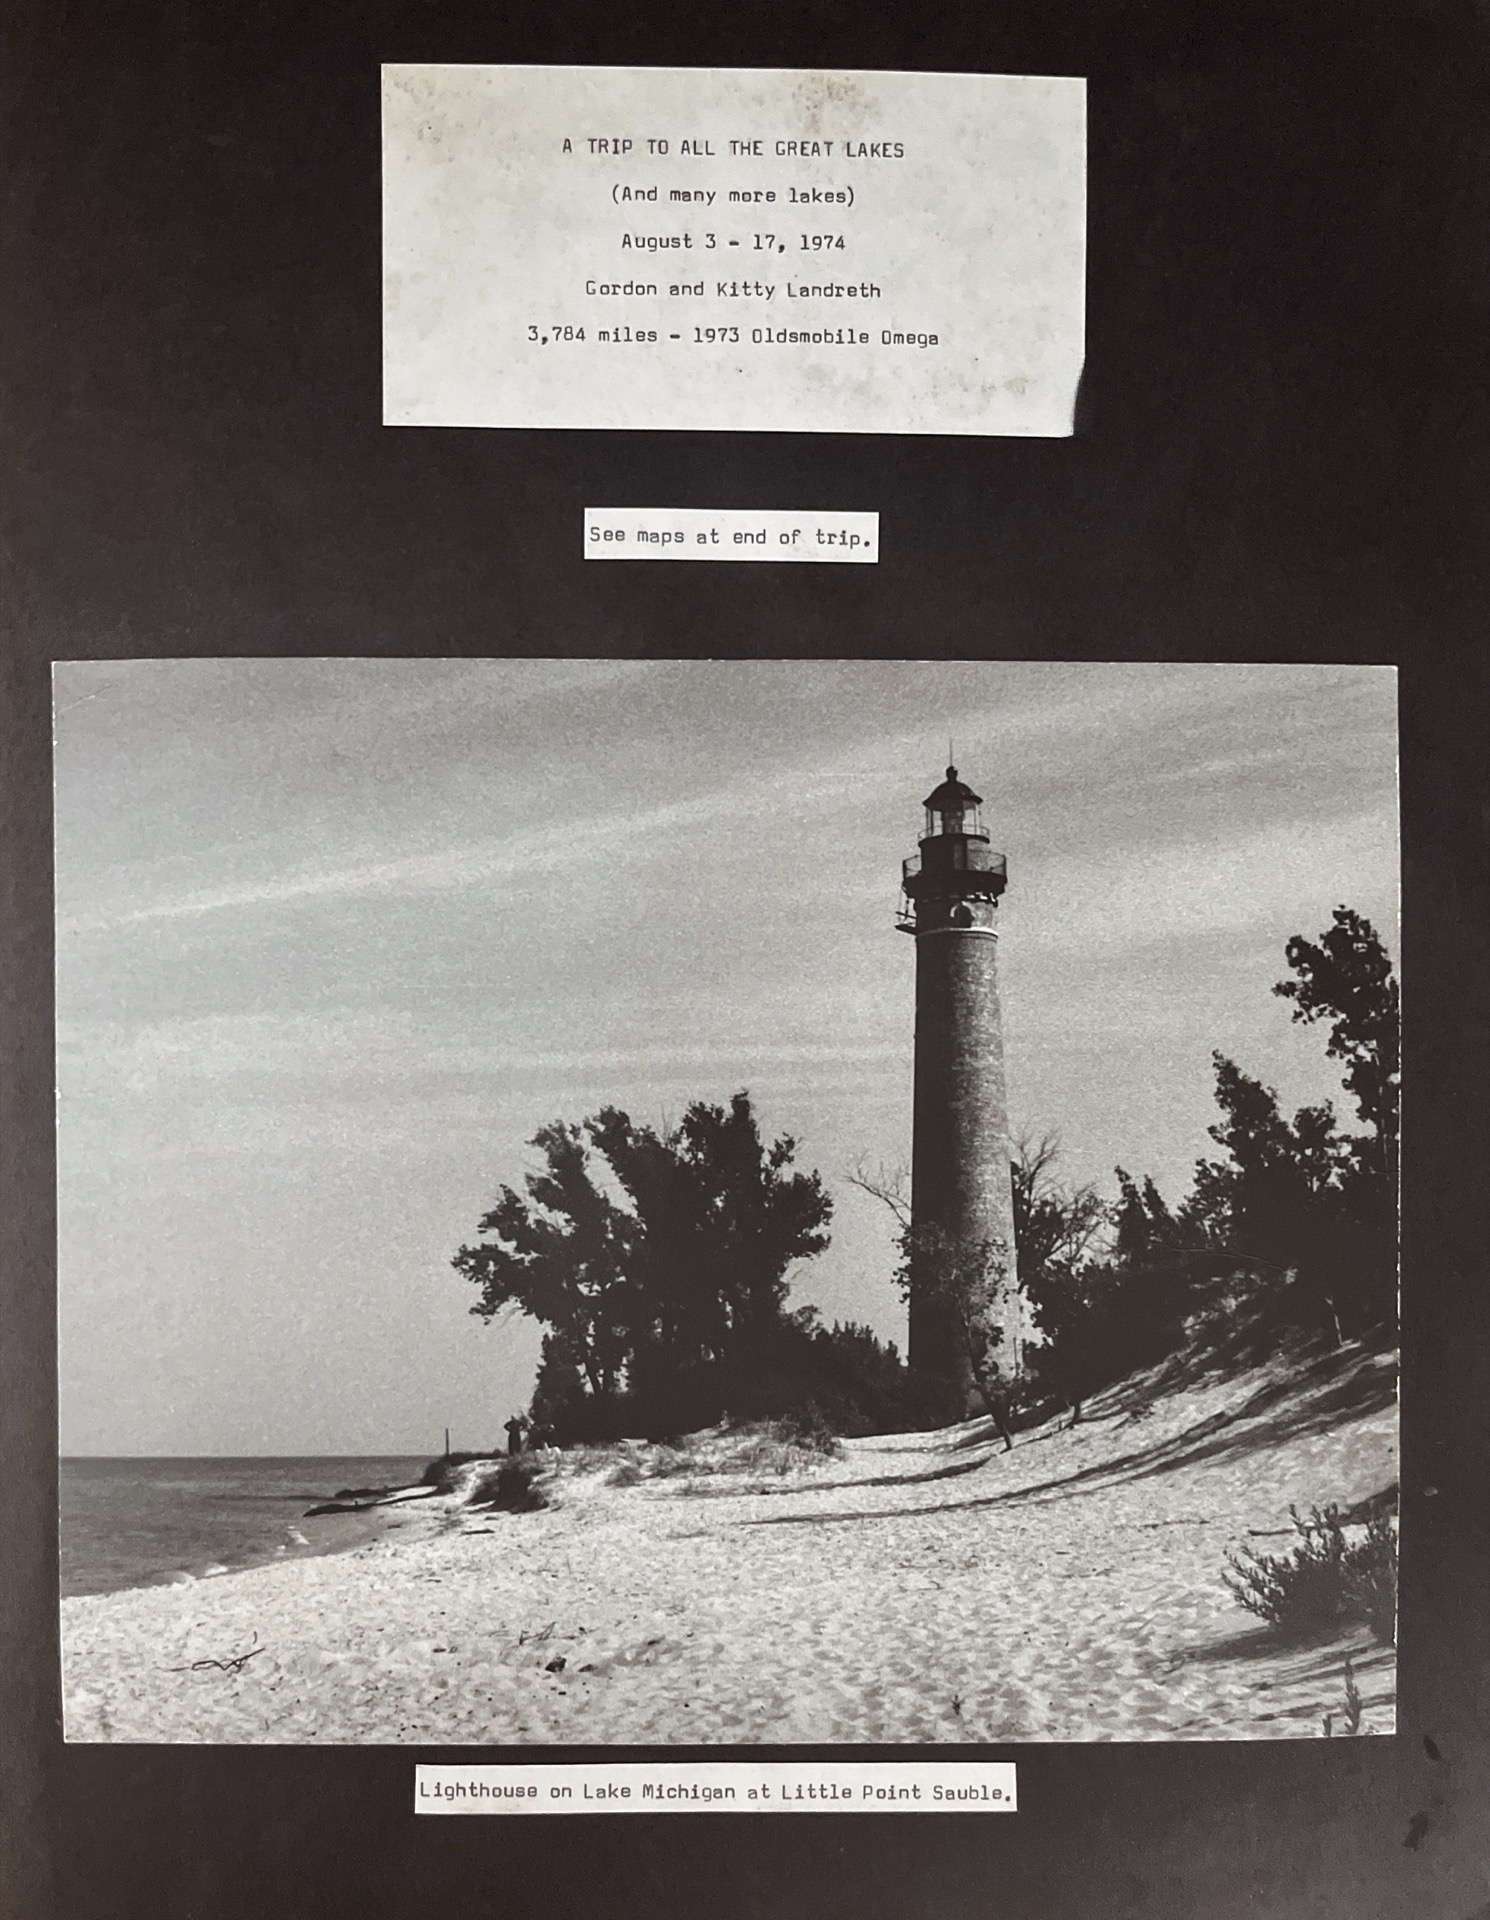 A TRIP TO ALL THE GREAT LAKES
(And many more lakes)
August 3 - 17, 1974
Gordon and Kitty Landreth
3,784 miles - 1973 Oldsmobile Omega
See maps at end of trip.
Lighthouse on Lake Michigan at Little Point Sauble.